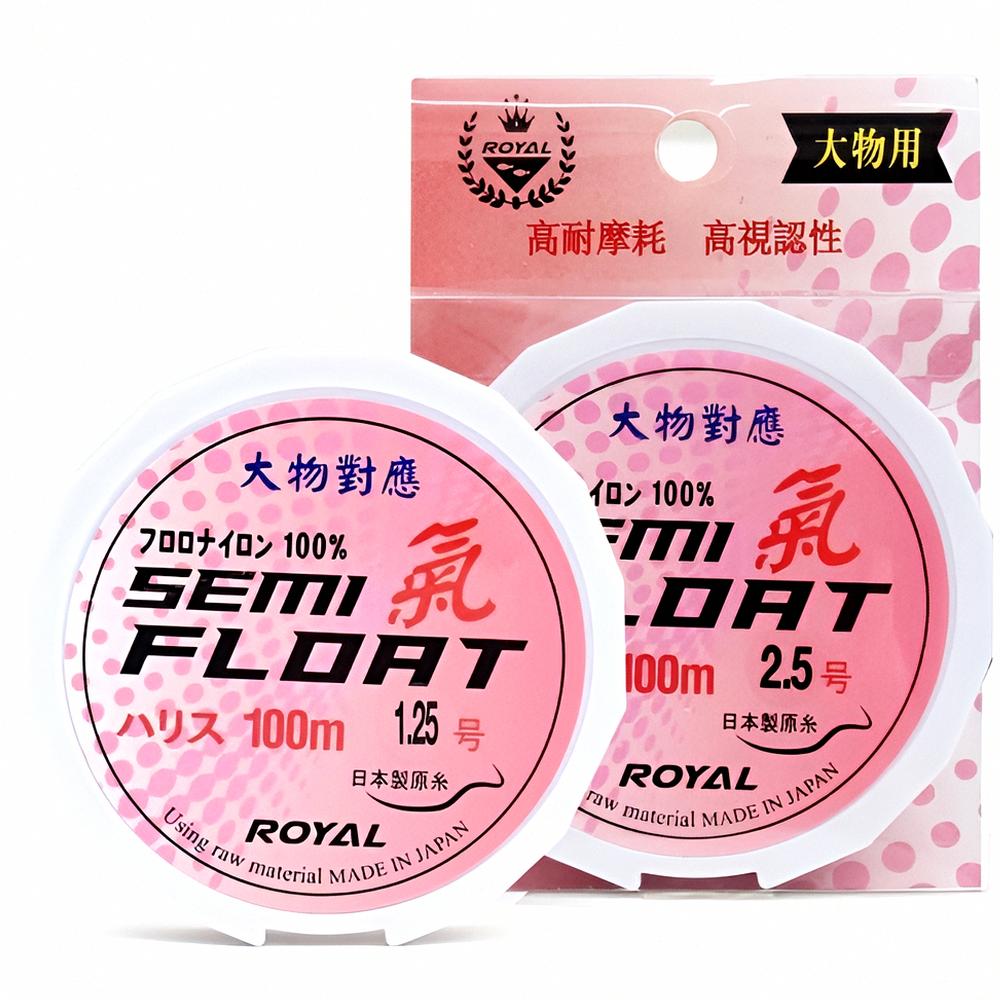 ROYAL
大物用
高耐摩耗 高視認性
大物對應
フロロナイロン 100%
SEMI
FLOAT
氣
ハリス 100m 1.25 号
日本製原糸
ROYAL
Using raw material MADE IN JAPAN
大物對應
イロン 100%
EMI
LOAT
氣
100m 2.5 号
日本製原糸
ROYAL
raw material MADE IN JAPAN